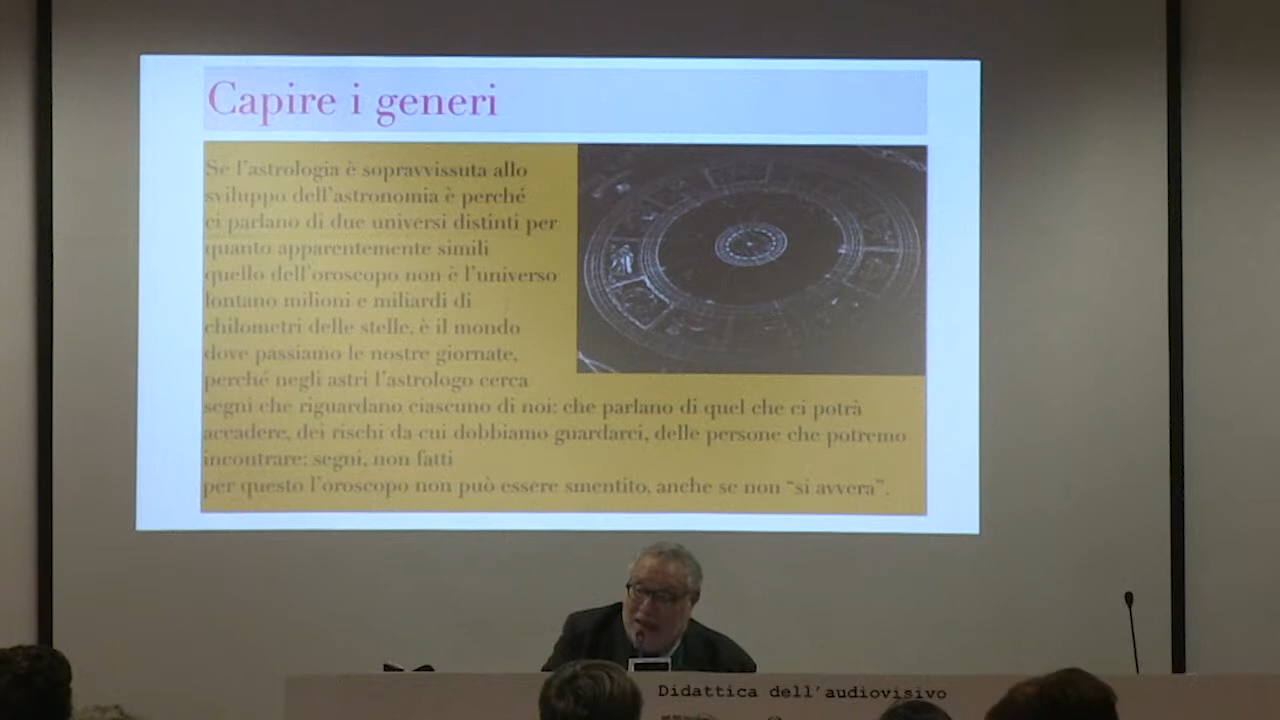 Capire i generi
Se l'astrologia è sopravvissuta allo
sviluppo dell'astronomia è perché
ci parlano di due universi distinti per
quanto apparentemente simili
quello dell'oroscopo non è l'universo
lontano milioni e miliardi di
chilometri delle stelle, è il mondo
dove passiamo le nostre giornate,
perché negli astri l'astrologo cerca
segni che riguardano ciascuno di noi: che parlano di quel che ci potrà
accadere, dei rischi da cui dobbiamo guardarci, delle persone che potremo
incontrare: segni, non fatti
per questo l'oroscopo non può essere smentito, anche se non "si avvera".
Didattica dell'audiovisivo